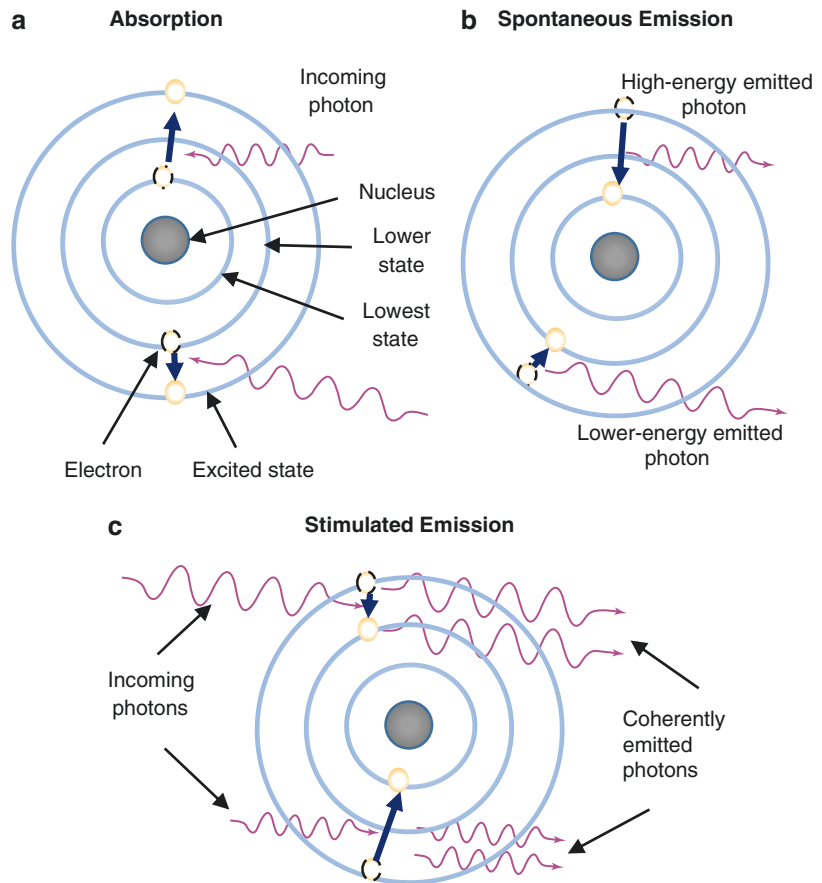 a Absorption
b Spontaneous Emission
Incoming
photon
High-energy emitted
photon
Nucleus
Lower
state
Lowest
state
Electron
Excited state
Lower-energy emitted
photon
c Stimulated Emission
Incoming
photons
Coherently
emitted
photons